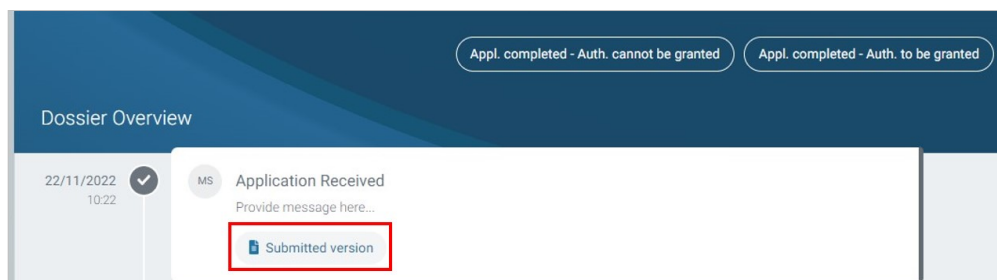 Appl. completed - Auth. cannot be granted
Appl. completed - Auth. to be granted
Dossier Overview
22/11/2022
10:22
MS
Application Received
Provide message here...
Submitted version